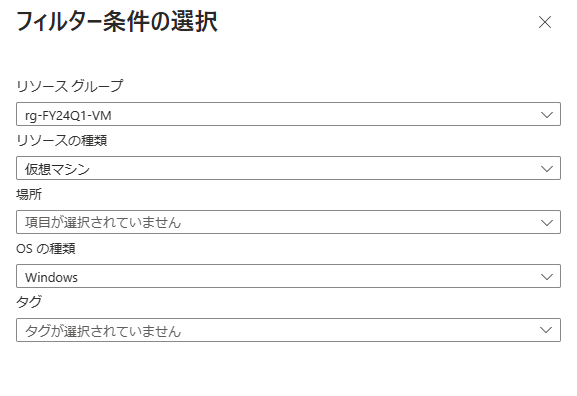 フィルター条件の選択
リソース グループ
rg-FY24Q1-VM
リソースの種類
仮想マシン
場所
項目が選択されていません
OS の種類
Windows
タグ
タグが選択されていません